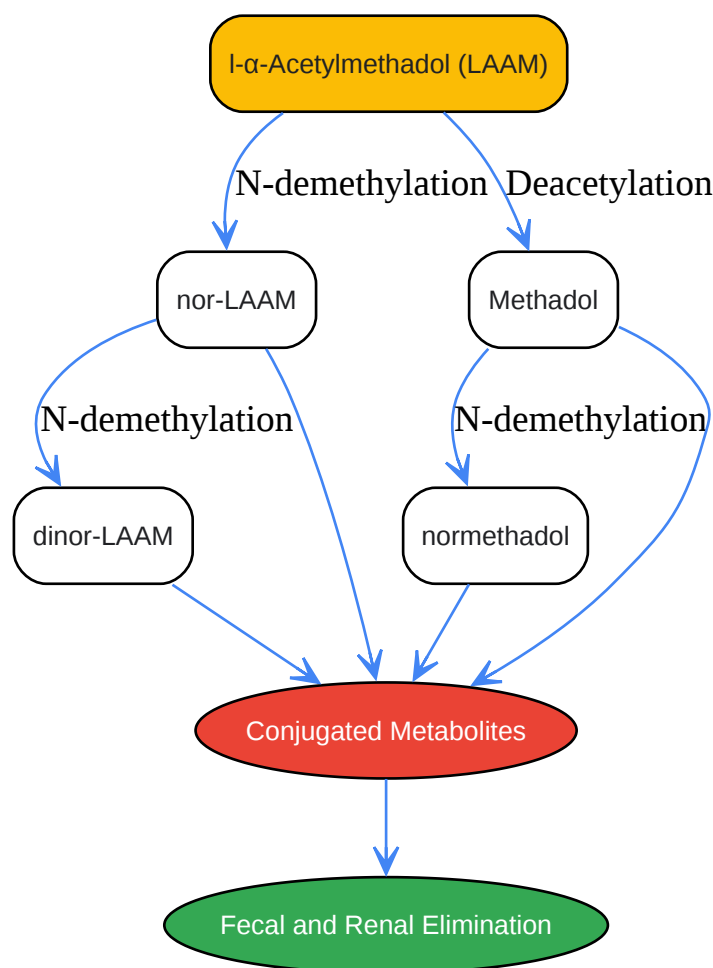 l-α-Acetylmethadol (LAAM)
N-demethylation
Deacetylation
nor-LAAM
Methadol
N-demethylation
N-demethylation
dinor-LAAM
normethadol
Conjugated Metabolites
Fecal and Renal Elimination